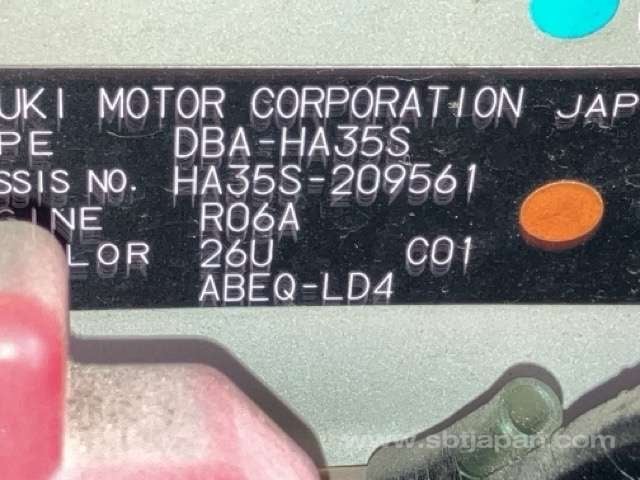 UKI MOTOR CORPORATION JAP
PE DBA-HA35S
SSIS NO. HA35S-209561
GINE R06A
LOR 26U C01
ABEQ-LD4
www.sbtjapan.com